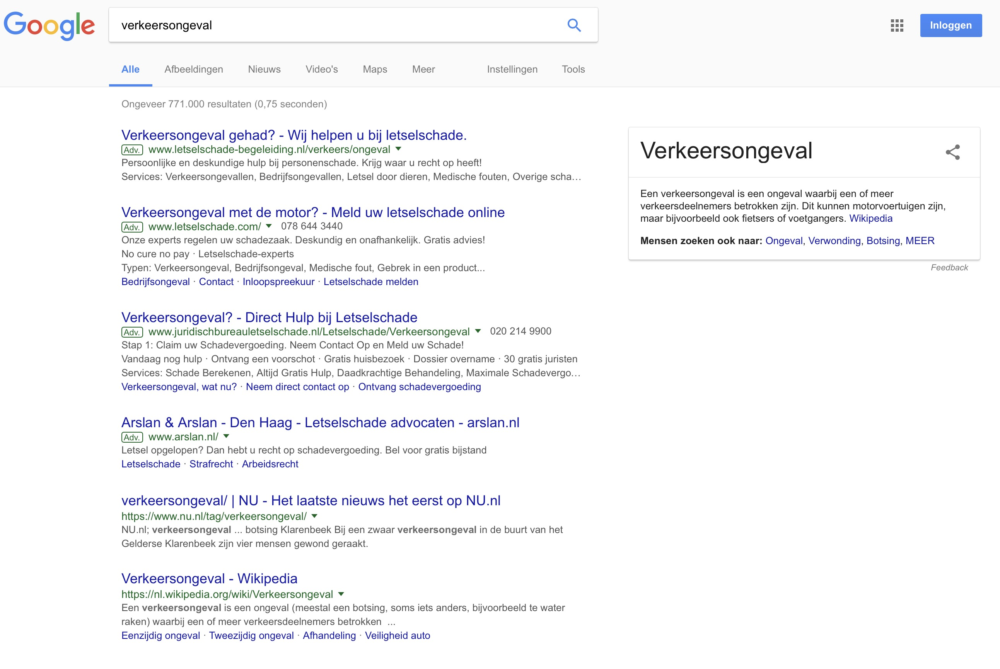 Google
verkeersongeval
Inloggen
Alle Afbeeldingen Nieuws Video's Maps Meer Instellingen Tools
Ongeveer 771.000 resultaten (0,75 seconden)
Verkeersongeval gehad? - Wij helpen u bij letselschade.
Adv. www.letselschade-begeleiding.nl/verkeers/ongeval
Persoonlijke en deskundige hulp bij personenschade. Krijg waar u recht op heeft!
Services: Verkeersongevallen, Bedrijfsongevallen, Letsel door dieren, Medische fouten, Overige scha…
Verkeersongeval met de motor? - Meld uw letselschade online
Adv. www.letselschade.com/ 078 644 3440
Onze experts regelen uw schadezaak. Deskundig en onafhankelijk. Gratis advies!
No cure no pay · Letselschade-experts
Typen: Verkeersongeval, Bedrijfsongeval, Medische fout, Gebrek in een product...
Bedrijfsongeval · Contact · Inloopspreekuur · Letselschade melden
Verkeersongeval? - Direct Hulp bij Letselschade
Adv. www.juridischbureauletselschade.nl/Letselschade/Verkeersongeval 020 214 9900
Stap 1: Claim uw Schadevergoeding. Neem Contact Op en Meld uw Schade!
Vandaag nog hulp · Ontvang een voorschot · Gratis huisbezoek · Dossier overname · 30 gratis juristen
Services: Schade Berekenen, Altijd Gratis Hulp, Daadkrachtige Behandeling, Maximale Schadevergo…
Verkeersongeval, wat nu? · Neem direct contact op · Ontvang schadevergoeding
Arslan & Arslan - Den Haag - Letselschade advocaten - arslan.nl
Adv. www.arslan.nl/
Letsel opgelopen? Dan hebt u recht op schadevergoeding. Bel voor gratis bijstand
Letselschade · Strafrecht · Arbeidsrecht
verkeersongeval/ | NU - Het laatste nieuws het eerst op NU.nl
https://www.nu.nl/tag/verkeersongeval/
NU.nl; verkeersongeval ... botsing Klarenbeek Bij een zwaar verkeersongeval in de buurt van het
Gelderse Klarenbeek zijn vier mensen gewond geraakt.
Verkeersongeval - Wikipedia
https://nl.wikipedia.org/wiki/Verkeersongeval
Een verkeersongeval is een ongeval (meestal een botsing, soms iets anders, bijvoorbeeld te water
raken) waarbij een of meer verkeersdeelnemers betrokken ...
Eenzijdig ongeval · Tweezijdig ongeval · Afhandeling · Veiligheid auto
Verkeersongeval
Een verkeersongeval is een ongeval waarbij een of meer
verkeersdeelnemers betrokken zijn. Dit kunnen motorvoertuigen zijn,
maar bijvoorbeeld ook fietsers of voetgangers. Wikipedia
Mensen zoeken ook naar: Ongeval, Verwonding, Botsing, MEER
Feedback